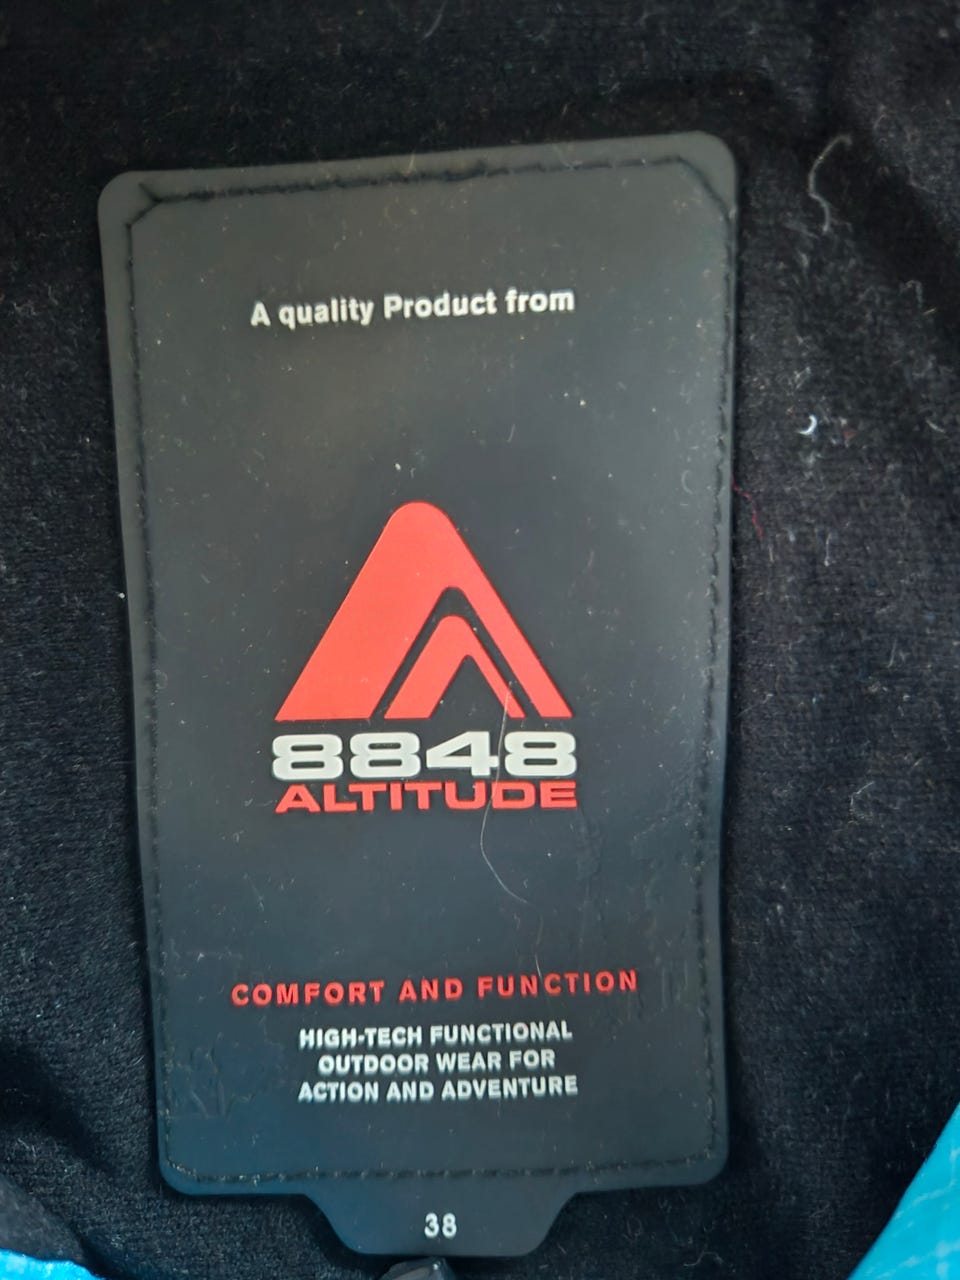 A quality Product from
8848
ALTITUDE
COMFORT AND FUNCTION
HIGH-TECH FUNCTIONAL
OUTDOOR WEAR FOR
ACTION AND ADVENTURE
38